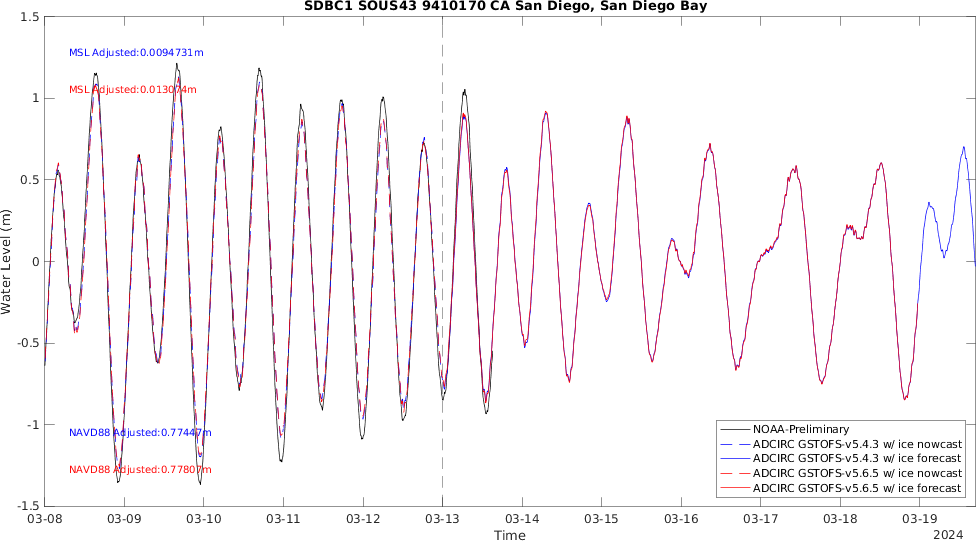 SDBC1 SOUS43 9410170 CA San Diego, San Diego Bay
1.5
MSL Adjusted:0.0094731m
MSL Adjusted:0.013074m
1
0.5
0
-0.5
-1
-1.5
Water Level (m)
NAVD88 Adjusted:0.77447m
NAVD88 Adjusted:0.77807m
NOAA-Preliminary
ADCIRC GSTOFS-v5.4.3 w/ ice nowcast
ADCIRC GSTOFS-v5.4.3 w/ ice forecast
ADCIRC GSTOFS-v5.6.5 w/ ice nowcast
ADCIRC GSTOFS-v5.6.5 w/ ice forecast
03-08 03-09 03-10 03-11 03-12 03-13 03-14 03-15 03-16 03-17 03-18 03-19
Time
2024